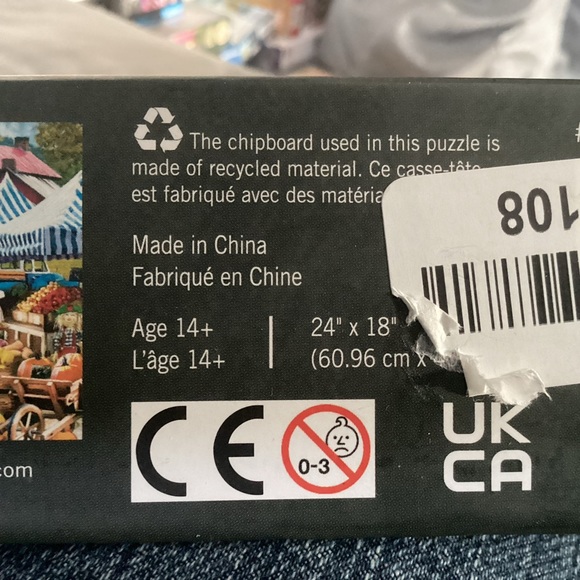 The chipboard used in this puzzle is
made of recycled material. Ce casse-tête
est fabriqué avec des
Made in China
Fabriqué en Chine
Age 14+ 24" x 18"
L'âge 14+ (60.96 cm x
CE 0-3 UK
CA
.com
108